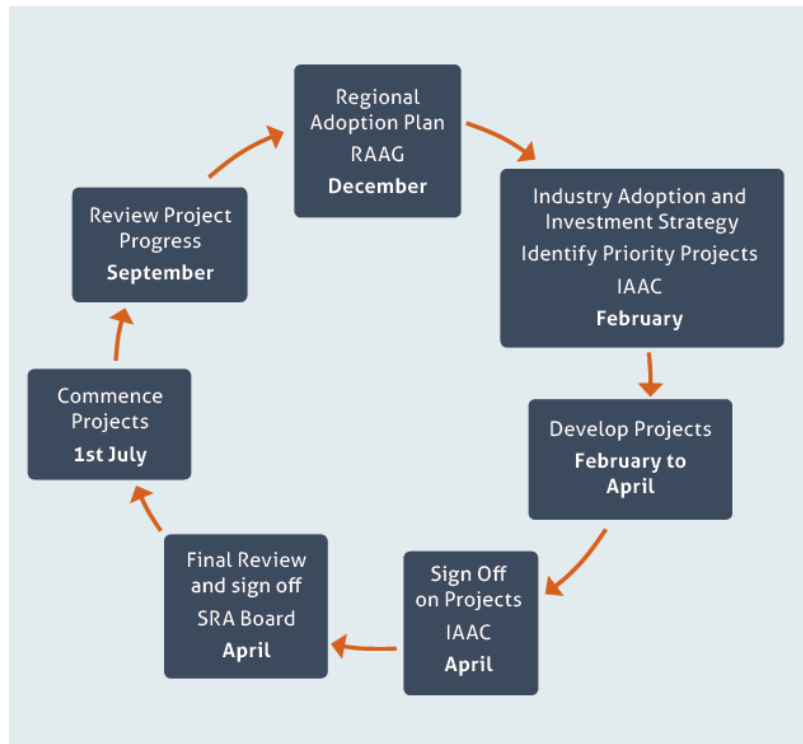 Regional
Adoption Plan
RAAG
December
Industry Adoption and
Investment Strategy
Identify Priority Projects
IAAC
February
Develop Projects
February to
April
Sign Off
on Projects
IAAC
April
Final Review
and sign off
SRA Board
April
Commence
Projects
1st July
Review Project
Progress
September